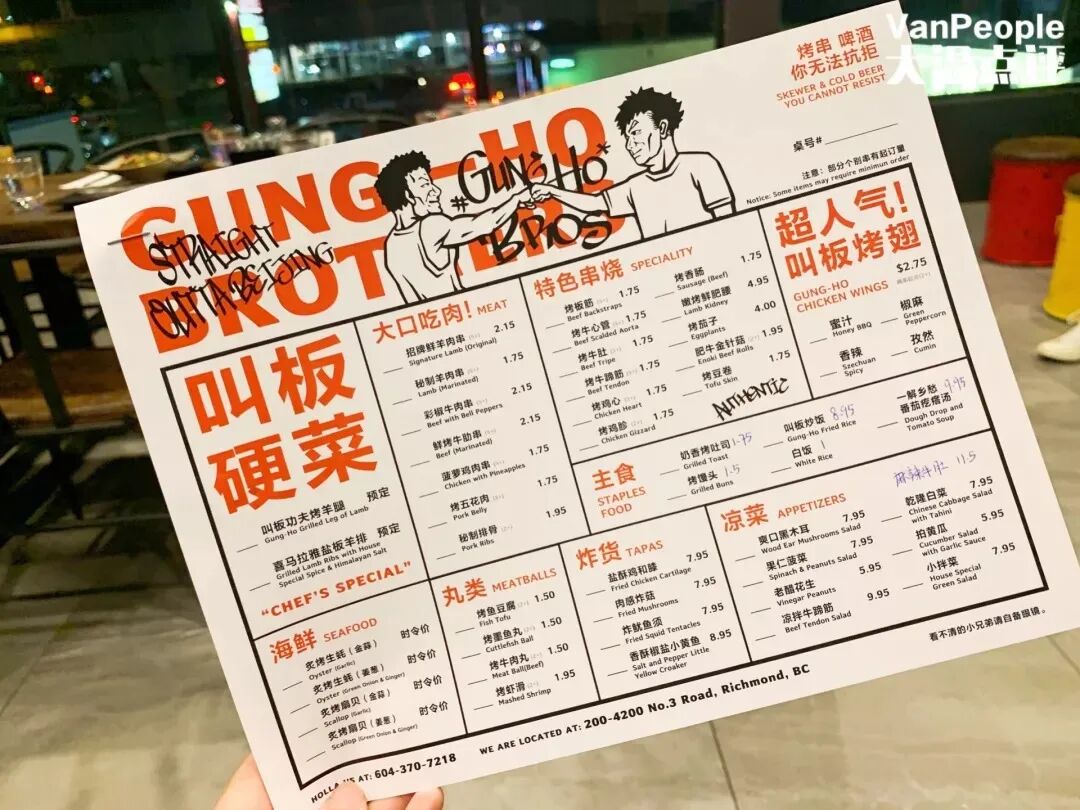 VanPeople
大温点评
烤串 啤酒
你无法抗拒
SKEWER & COLD BEER
YOU CANNOT RESIST
桌号#
注意：部分个别串有起订量
Notice: Some items may require minimun order
GUNG HO
BROTHERS
STRAIGHT
OUTTA BEIJING
#GUNG HO
BROS
叫板
硬菜
叫板功夫烤羊腿 预定
Gung-Ho Grilled Leg of Lamb
喜马拉雅盐板羊排 预定
Grilled Lamb Ribs with House
Special Spice & Himalayan Salt
"CHEF'S SPECIAL"
海鲜 SEAFOOD
炙烤生蚝（金蒜） 时令价
Oyster (Garlic)
炙烤生蚝（姜葱） 时令价
Oyster (Green Onion & Ginger)
炙烤扇贝（金蒜） 时令价
Scallop (Garlic)
炙烤扇贝（姜葱） 时令价
Scallop (Green Onion & Ginger)
大口吃肉! MEAT
招牌鲜羊肉串 2.15
Signature Lamb (Original)
秘制羊肉串 1.75
Lamb (Marinated)
彩椒牛肉串 2.15
Beef with Bell Peppers
鲜烤牛肋串 2.15
Beef (Marinated)
菠萝鸡肉串 1.75
Chicken with Pineapples
烤五花肉 1.75
Pork Belly
秘制排骨 1.95
Pork Ribs
丸类 MEATBALLS
烤鱼豆腐 1.50
Fish Tofu
烤墨鱼丸 1.50
Cuttlefish Ball
烤牛肉丸 1.50
Meat Ball(Beef)
烤虾滑 1.95
Mashed Shrimp
特色串烧 SPECIALITY
烤板筋 1.75
Beef Backstraps
烤牛心管 1.75
Beef Scalded Aorta
烤牛肚 1.75
Beef Tripe
烤牛蹄筋 1.75
Beef Tendon
烤鸡心 1.75
Chicken Heart
烤鸡胗 1.75
Chicken Gizzard
烤香肠 1.75
Sausage (Beef)
嫩烤鲜肥腰 4.95
Lamb Kidney
烤茄子 4.00
Eggplants
肥牛金针菇 1.95
Enoki Beef Rolls
烤豆卷 1.75
Tofu Skin
AUTHENTIC
超人气!
叫板烤翅
GUNG-HO
CHICKEN WINGS
$2.75
蜜汁
Honey BBQ
椒麻
Green
Peppercorn
香辣
Szechuan
Spicy
孜然
Cumin
主食
STAPLES
FOOD
奶香烤吐司 1.75
Grilled Toast
烤馒头 1.5
Grilled Buns
叫板炒饭 8.95
Gung-Ho Fried Rice
白饭 1
White Rice
一解乡愁 9.95
番茄疙瘩汤
Dough Drop and
Tomato Soup
炸货 TAPAS
盐酥鸡和膝 7.95
Fried Chicken Cartilage
肉感炸菇 7.95
Fried Mushrooms
炸鱿鱼须 7.95
Fried Squid Tentacles
香酥椒盐小黄鱼 8.95
Salt and Pepper Little
Yellow Croaker
凉菜 APPETIZERS
麻辣牛肚 11.5
爽口黑木耳 7.95
Wood Ear Mushrooms Salad
果仁菠菜 7.95
Spinach & Peanuts Salad
老醋花生 5.95
Vinegar Peanuts
凉拌牛蹄筋 9.95
Beef Tendon Salad
乾隆白菜 7.95
Chinese Cabbage Salad
with Tahini
拍黄瓜 5.95
Cucumber Salad
with Garlic Sauce
小拌菜 7.95
House Special
Green Salad
看不清的小兄弟请自备眼镜。
HOLLA US AT: 604-370-7218
WE ARE LOCATED AT: 200-4200 No.3 Road, Richmond, BC